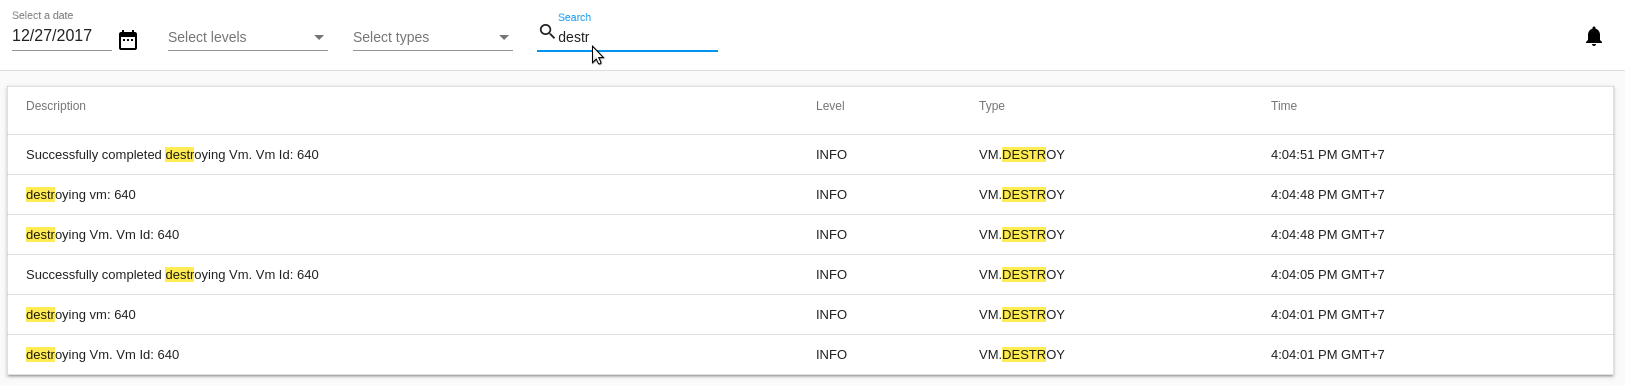 Select a date
12/27/2017
Select levels
Select types
Search
destr
Description Level Type Time
Successfully completed destroying Vm. Vm Id: 640 INFO VM.DESTROY 4:04:51 PM GMT+7
destroying vm: 640 INFO VM.DESTROY 4:04:48 PM GMT+7
destroying Vm. Vm Id: 640 INFO VM.DESTROY 4:04:48 PM GMT+7
Successfully completed destroying Vm. Vm Id: 640 INFO VM.DESTROY 4:04:05 PM GMT+7
destroying vm: 640 INFO VM.DESTROY 4:04:01 PM GMT+7
destroying Vm. Vm Id: 640 INFO VM.DESTROY 4:04:01 PM GMT+7